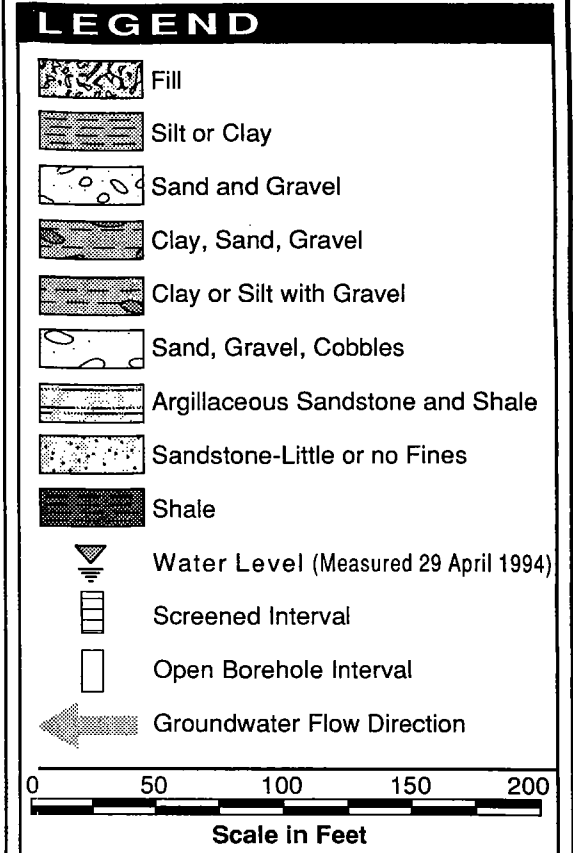 LEGEND
Fill
Silt or Clay
Sand and Gravel
Clay, Sand, Gravel
Clay or Silt with Gravel
Sand, Gravel, Cobbles
Argillaceous Sandstone and Shale
Sandstone-Little or no Fines
Shale
Water Level (Measured 29 April 1994)
Screened Interval
Open Borehole Interval
Groundwater Flow Direction
0 50 100 150 200
Scale in Feet